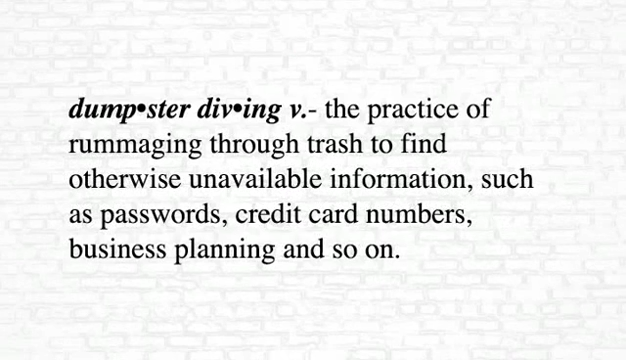 dump•ster div•ing v.- the practice of
rummaging through trash to find
otherwise unavailable information, such
as passwords, credit card numbers,
business planning and so on.